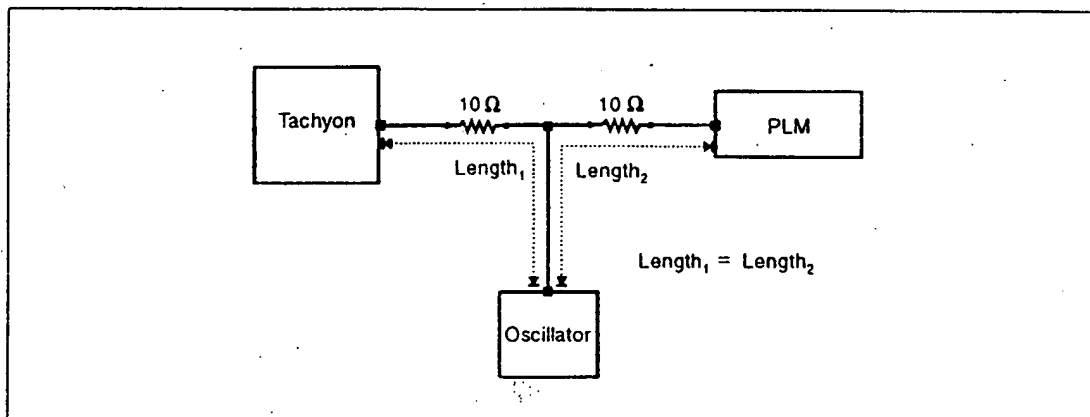 10 Ω
10 Ω
Tachyon
PLM
Length₁
Length₂
Length₁ = Length₂
Oscillator